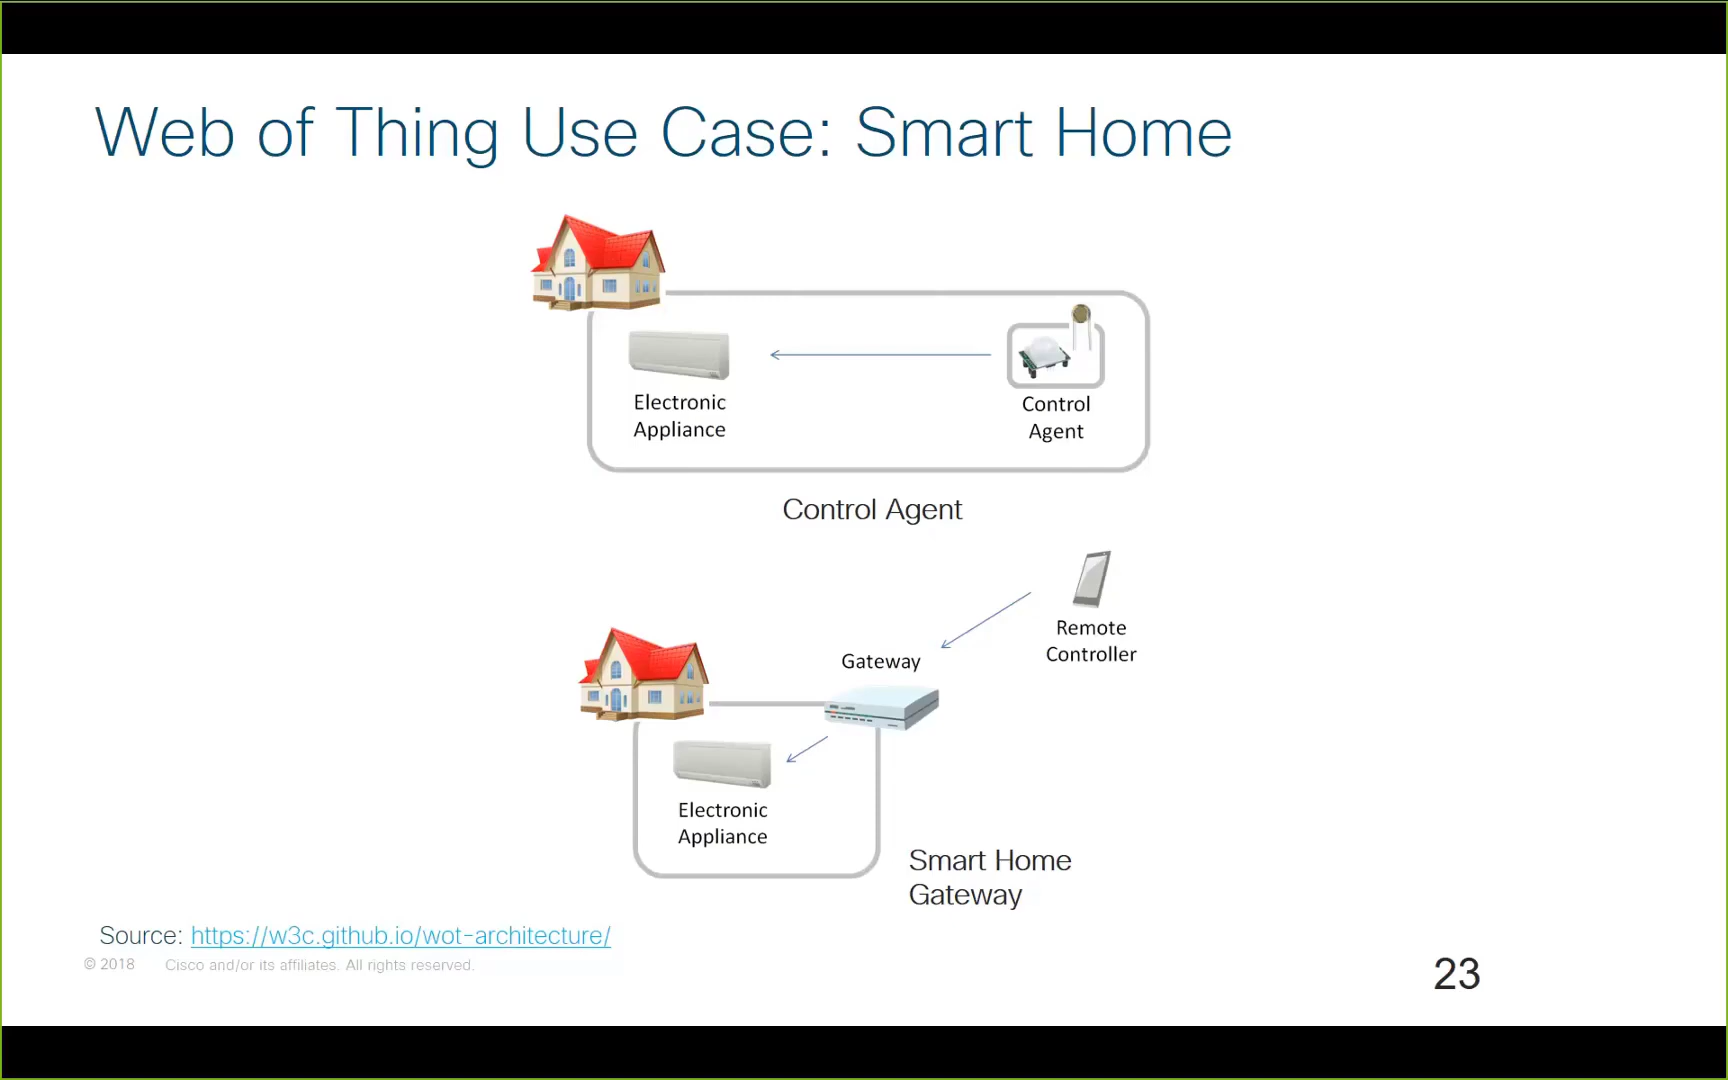 Web of Thing Use Case: Smart Home
Electronic
Appliance
Control
Agent
Control Agent
Remote
Controller
Gateway
Electronic
Appliance
Smart Home
Gateway
Source: https://w3c.github.io/wot-architecture/
© 2018 Cisco and/or its affiliates. All rights reserved.
23